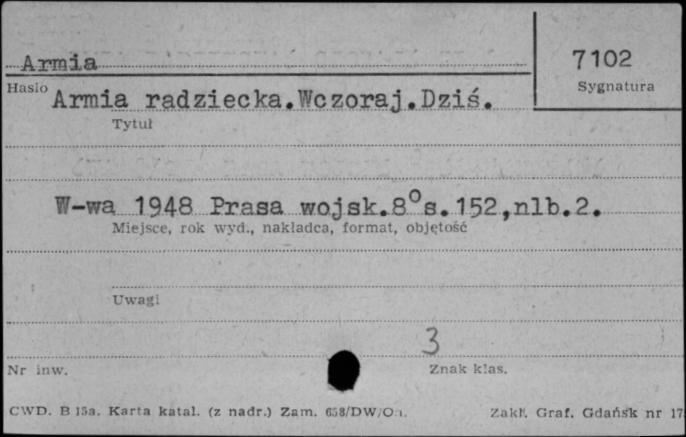 Armia
7102
Hasło
Sygnatura
Armia radziecka.Wczoraj.Dziś.
Tytuł
W-wa 1948 Prasa wojsk.8°s.152,nlb.2.
Miejsce, rok wyd., nakładca, format, objętość
Uwagi
3
Nr inw.
Znak klas.
CWD. B 15a. Karta katal. (z nadr.) Zam. 658/DW/
Zakł. Graf. Gdańsk nr 17